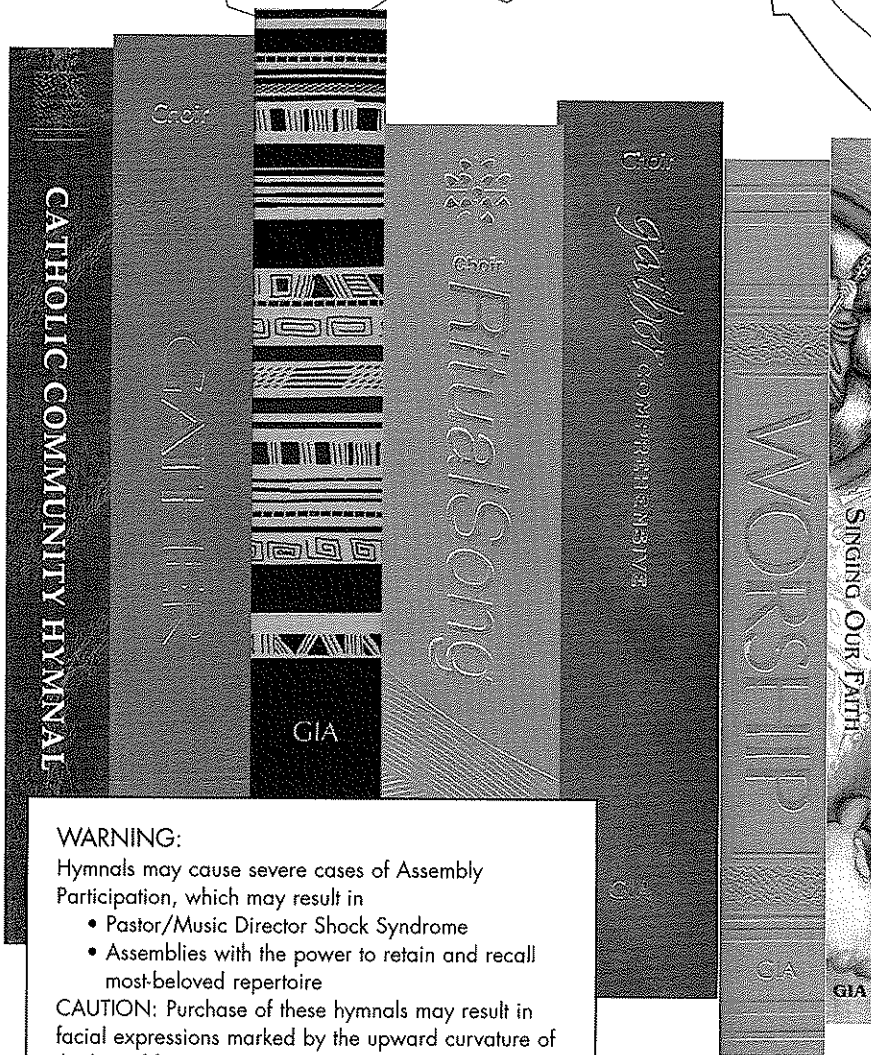 CATHOLIC COMMUNITY HYMNAL
Choir
GATHER
GIA
Choir
RitualSong
Choir
gather COMPREHENSIVE
GIA
WORSHIP
GIA
SINGING OUR FAITH
GIA
WARNING:
Hymnals may cause severe cases of Assembly
Participation, which may result in
• Pastor/Music Director Shock Syndrome
• Assemblies with the power to retain and recall
most-beloved repertoire
CAUTION: Purchase of these hymnals may result in
facial expressions marked by the upward curvature of